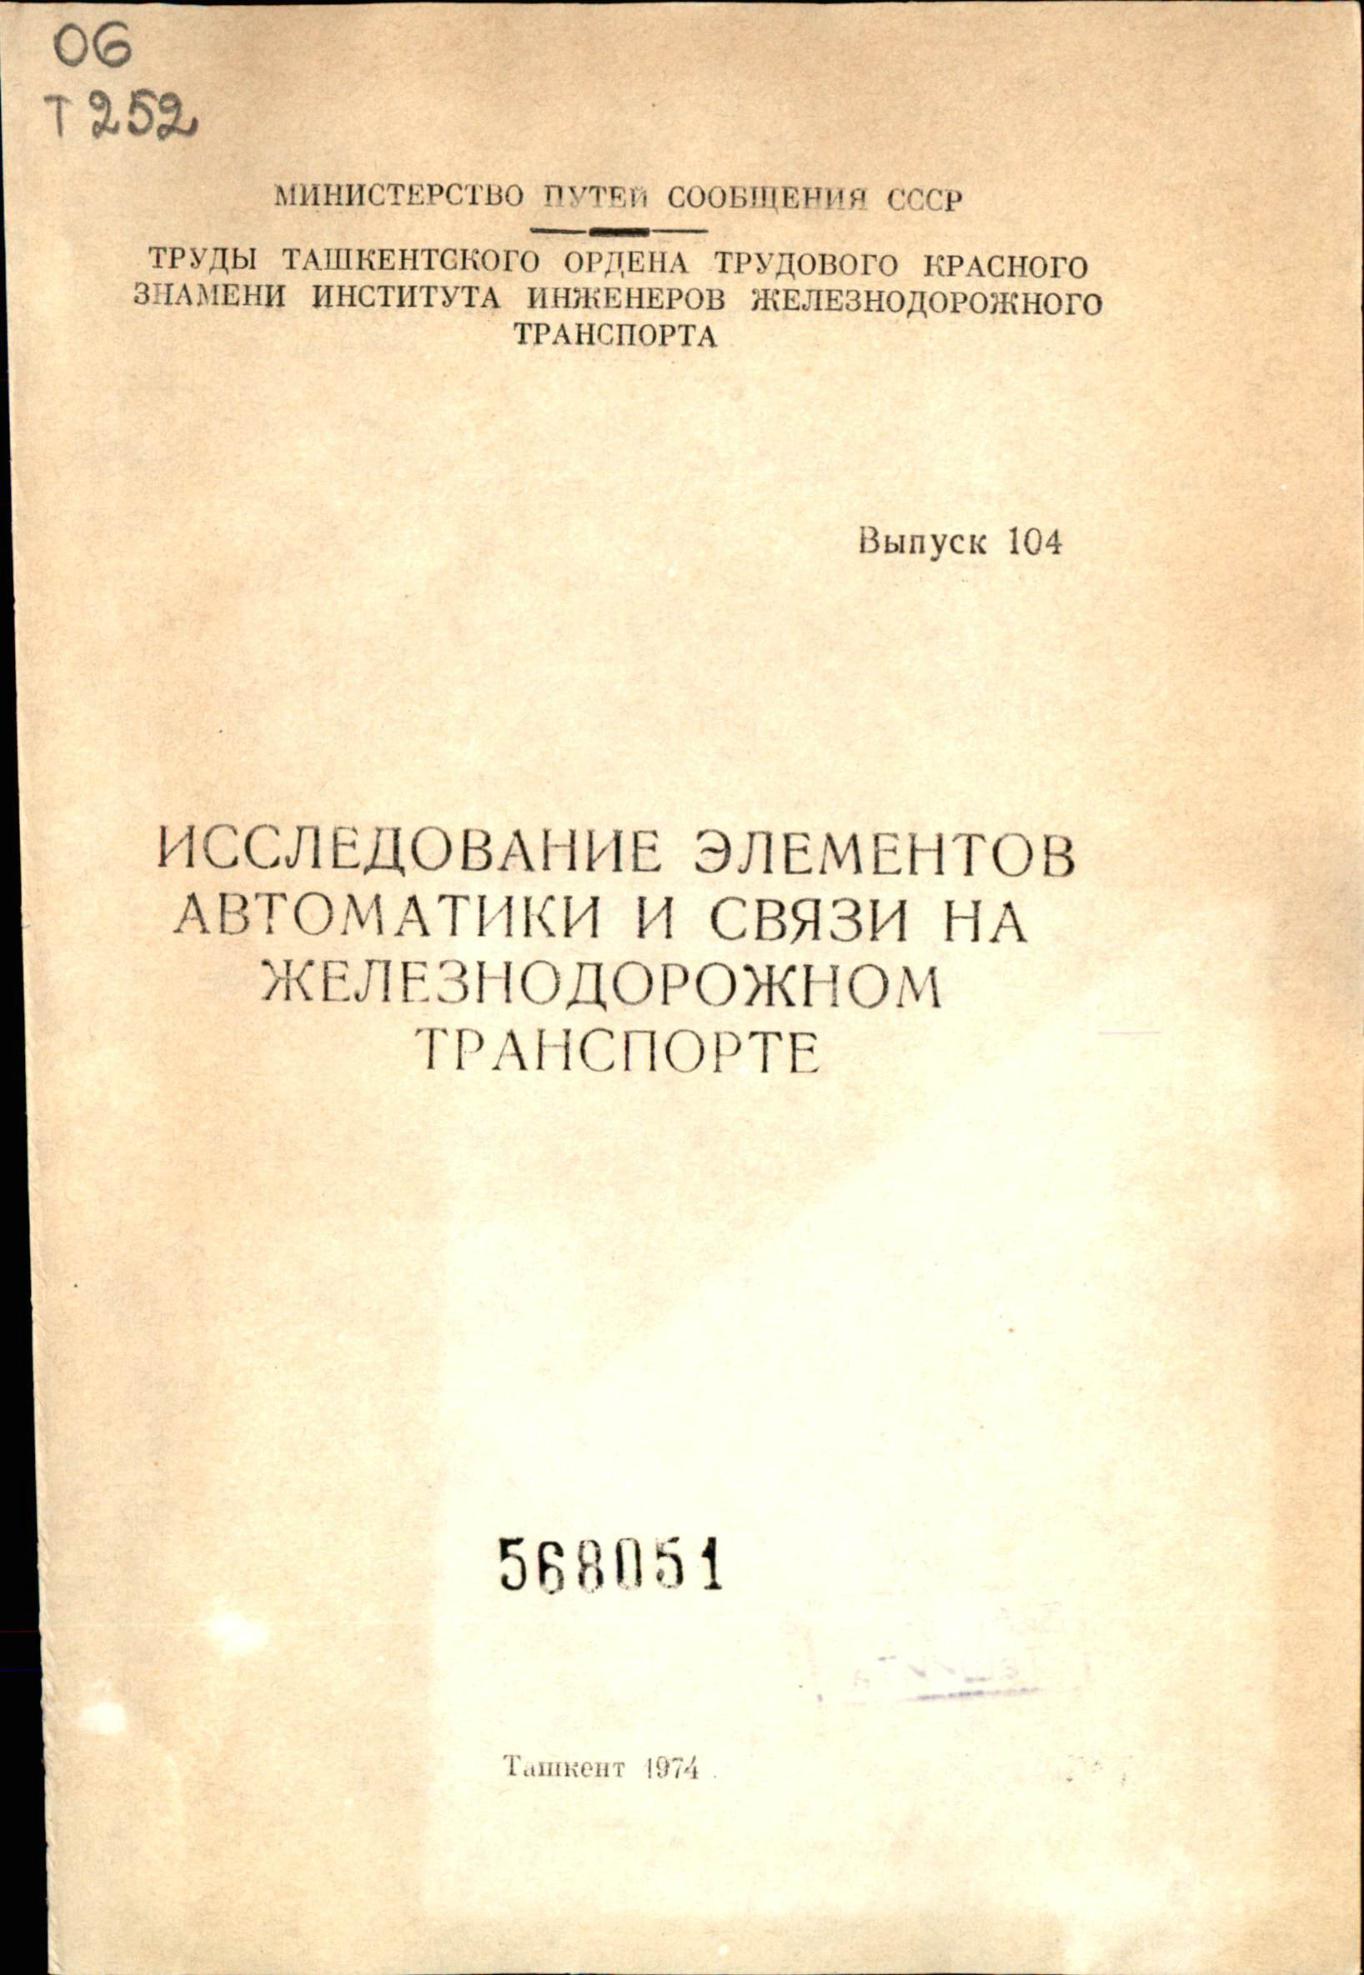 06
Т 252
МИНИСТЕРСТВО ПУТЕЙ СООБЩЕНИЯ СССР
ТРУДЫ ТАШКЕНТСКОГО ОРДЕНА ТРУДОВОГО КРАСНОГО
ЗНАМЕНИ ИНСТИТУТА ИНЖЕНЕРОВ ЖЕЛЕЗНОДОРОЖНОГО
ТРАНСПОРТА
Выпуск 104
ИССЛЕДОВАНИЕ ЭЛЕМЕНТОВ
АВТОМАТИКИ И СВЯЗИ НА
ЖЕЛЕЗНОДОРОЖНОМ
ТРАНСПОРТЕ
568051
Ташкент 1974